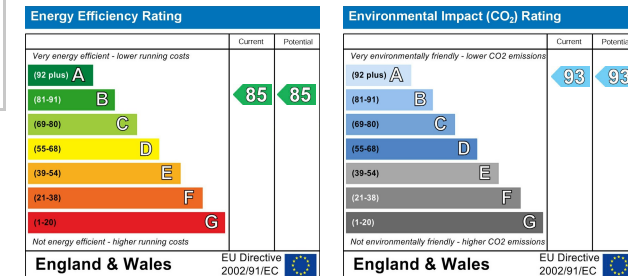 Energy Efficiency Rating
Current Potential
Very energy efficient - lower running costs
(92 plus) A
(81-91) B
85 85
(69-80) C
(55-68) D
(39-54) E
(21-38) F
(1-20) G
Not energy efficient - higher running costs
England & Wales
EU Directive
2002/91/EC
Environmental Impact (CO₂) Rating
Current Potential
Very environmentally friendly - lower CO2 emissions
(92 plus) A
93 93
(81-91) B
(69-80) C
(55-68) D
(39-54) E
(21-38) F
(1-20) G
Not environmentally friendly - higher CO2 emissions
England & Wales
EU Directive
2002/91/EC